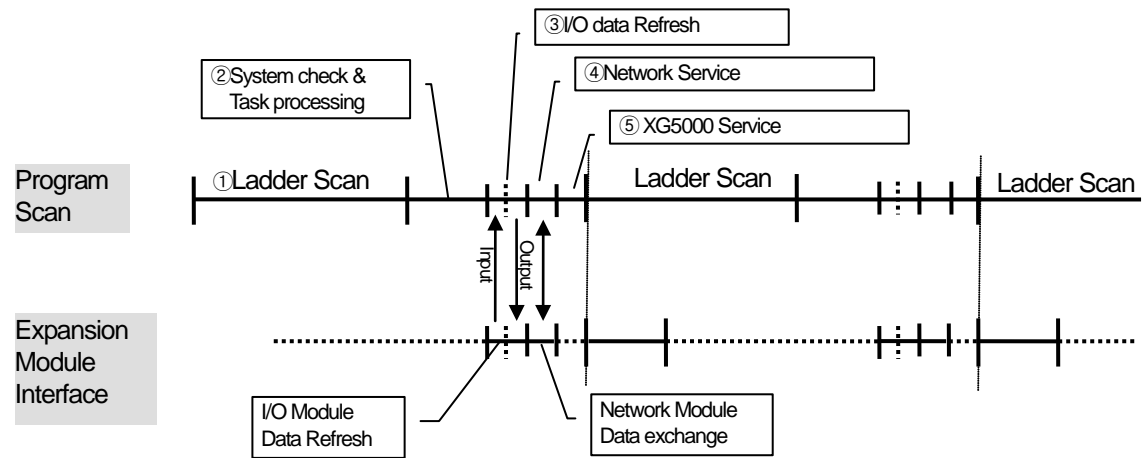 ③I/O data Refresh
②System check &
Task processing
④Network Service
⑤ XG5000 Service
Program
Scan
①Ladder Scan
Ladder Scan
Ladder Scan
Input
Output
Expansion
Module
Interface
I/O Module
Data Refresh
Network Module
Data exchange